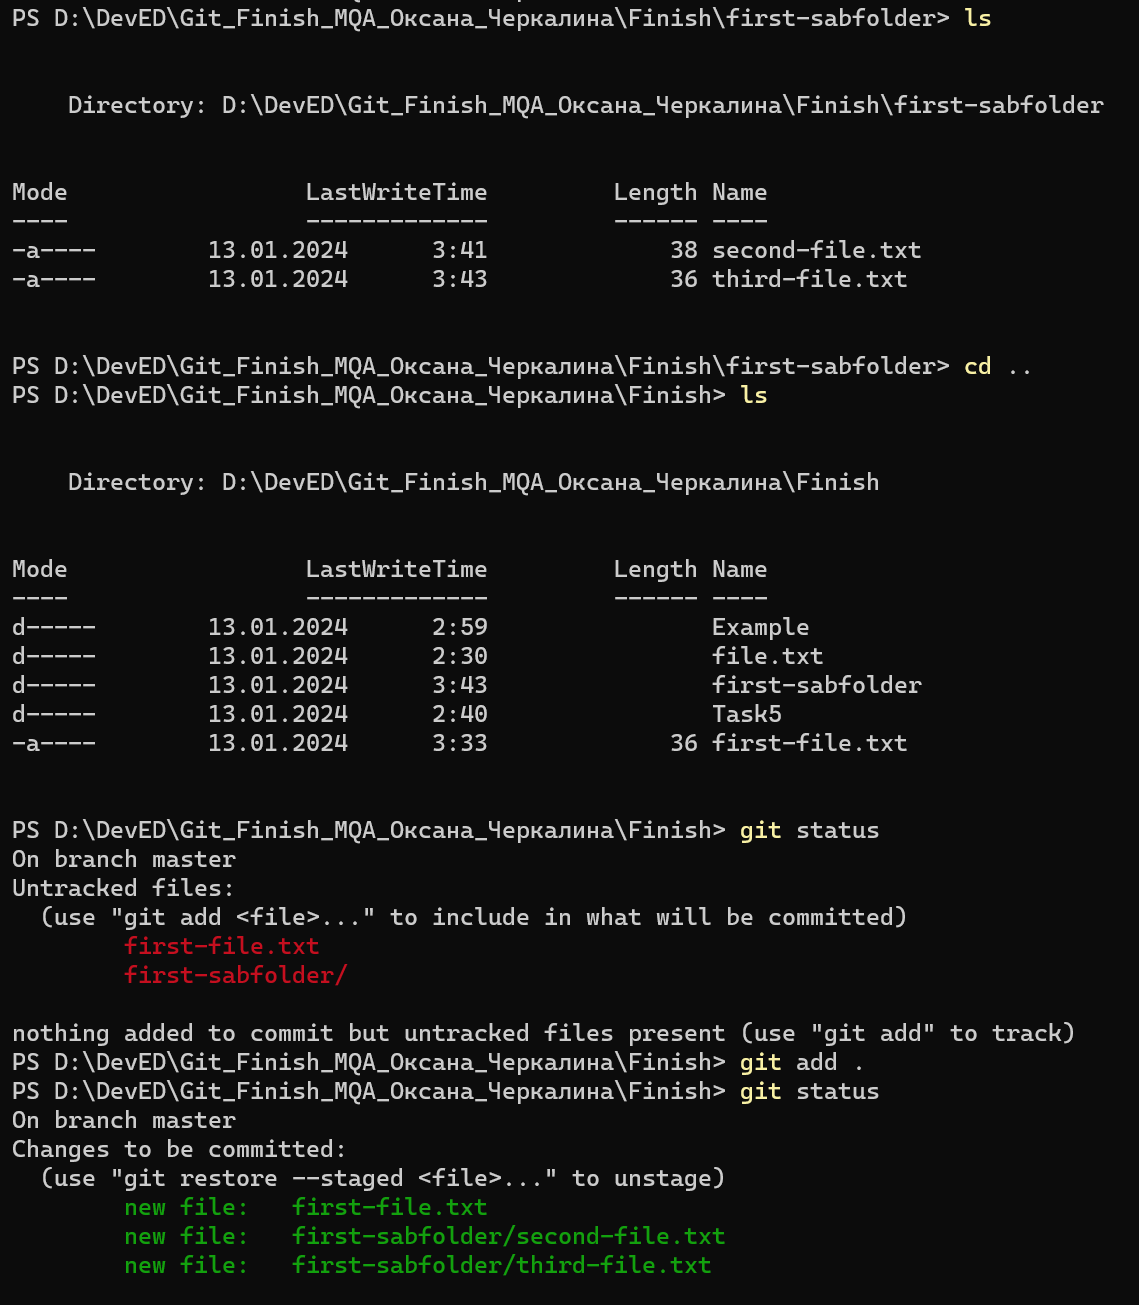 PS D:\DevED\Git_Finish_MQA_Оксана_Черкалина\Finish\first-sabfolder> ls
Directory: D:\DevED\Git_Finish_MQA_Оксана_Черкалина\Finish\first-sabfolder
Mode                 LastWriteTime         Length Name
----                 -------------         ------ ----
-a----        13.01.2024      3:41             38 second-file.txt
-a----        13.01.2024      3:43             36 third-file.txt
PS D:\DevED\Git_Finish_MQA_Оксана_Черкалина\Finish\first-sabfolder> cd ..
PS D:\DevED\Git_Finish_MQA_Оксана_Черкалина\Finish> ls
Directory: D:\DevED\Git_Finish_MQA_Оксана_Черкалина\Finish
Mode                 LastWriteTime         Length Name
----                 -------------         ------ ----
d-----        13.01.2024      2:59                Example
d-----        13.01.2024      2:30                file.txt
d-----        13.01.2024      3:43                first-sabfolder
d-----        13.01.2024      2:40                Task5
-a----        13.01.2024      3:33             36 first-file.txt
PS D:\DevED\Git_Finish_MQA_Оксана_Черкалина\Finish> git status
On branch master
Untracked files:
  (use "git add <file>..." to include in what will be committed)
        first-file.txt
        first-sabfolder/
nothing added to commit but untracked files present (use "git add" to track)
PS D:\DevED\Git_Finish_MQA_Оксана_Черкалина\Finish> git add .
PS D:\DevED\Git_Finish_MQA_Оксана_Черкалина\Finish> git status
On branch master
Changes to be committed:
  (use "git restore --staged <file>..." to unstage)
        new file:   first-file.txt
        new file:   first-sabfolder/second-file.txt
        new file:   first-sabfolder/third-file.txt